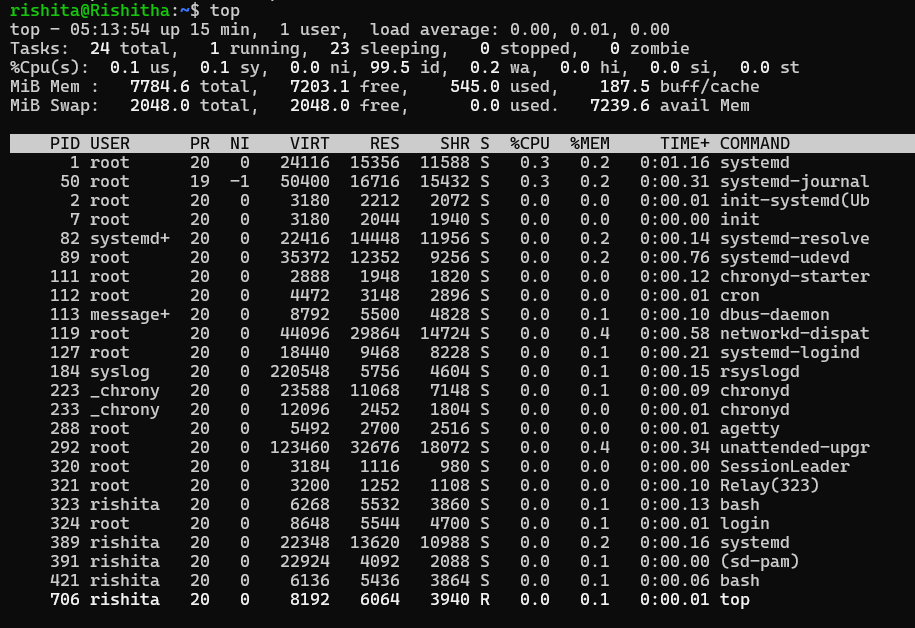 rishita@Rishitha:~$ top
top - 05:13:54 up 15 min,  1 user,  load average: 0.00, 0.01, 0.00
Tasks:  24 total,   1 running,  23 sleeping,   0 stopped,   0 zombie
%Cpu(s):  0.1 us,  0.1 sy,  0.0 ni, 99.5 id,  0.2 wa,  0.0 hi,  0.0 si,  0.0 st
MiB Mem :   7784.6 total,   7203.1 free,    545.0 used,    187.5 buff/cache
MiB Swap:   2048.0 total,   2048.0 free,      0.0 used.   7239.6 avail Mem

    PID USER      PR  NI    VIRT    RES    SHR S  %CPU  %MEM     TIME+ COMMAND
      1 root      20   0   24116  15356  11588 S   0.3   0.2   0:01.16 systemd
     50 root      19  -1   50400  16716  15432 S   0.3   0.2   0:00.31 systemd-journal
      2 root      20   0    3180   2212   2072 S   0.0   0.0   0:00.01 init-systemd(Ub
      7 root      20   0    3180   2044   1940 S   0.0   0.0   0:00.00 init
     82 systemd+  20   0   22416  14448  11956 S   0.0   0.2   0:00.14 systemd-resolve
     89 root      20   0   35372  12352   9256 S   0.0   0.2   0:00.76 systemd-udevd
    111 root      20   0    2888   1948   1820 S   0.0   0.0   0:00.12 chronyd-starter
    112 root      20   0    4472   3148   2896 S   0.0   0.0   0:00.01 cron
    113 message+  20   0    8792   5500   4828 S   0.0   0.1   0:00.10 dbus-daemon
    119 root      20   0   44096  29864  14724 S   0.0   0.4   0:00.58 networkd-dispat
    127 root      20   0   18440   9468   8228 S   0.0   0.1   0:00.21 systemd-logind
    184 syslog    20   0  220548   5756   4604 S   0.0   0.1   0:00.15 rsyslogd
    223 _chrony   20   0   23588  11068   7148 S   0.0   0.1   0:00.09 chronyd
    233 _chrony   20   0   12096   2452   1804 S   0.0   0.0   0:00.01 chronyd
    288 root      20   0    5492   2700   2516 S   0.0   0.0   0:00.01 agetty
    292 root      20   0  123460  32676  18072 S   0.0   0.4   0:00.34 unattended-upgr
    320 root      20   0    3184   1116    980 S   0.0   0.0   0:00.00 SessionLeader
    321 root      20   0    3200   1252   1108 S   0.0   0.0   0:00.10 Relay(323)
    323 rishita   20   0    6268   5532   3860 S   0.0   0.1   0:00.13 bash
    324 root      20   0    8648   5544   4700 S   0.0   0.1   0:00.01 login
    389 rishita   20   0   22348  13620  10988 S   0.0   0.2   0:00.16 systemd
    391 rishita   20   0   22924   4092   2088 S   0.0   0.1   0:00.00 (sd-pam)
    421 rishita   20   0    6136   5436   3864 S   0.0   0.1   0:00.06 bash
    706 rishita   20   0    8192   6064   3940 R   0.0   0.1   0:00.01 top